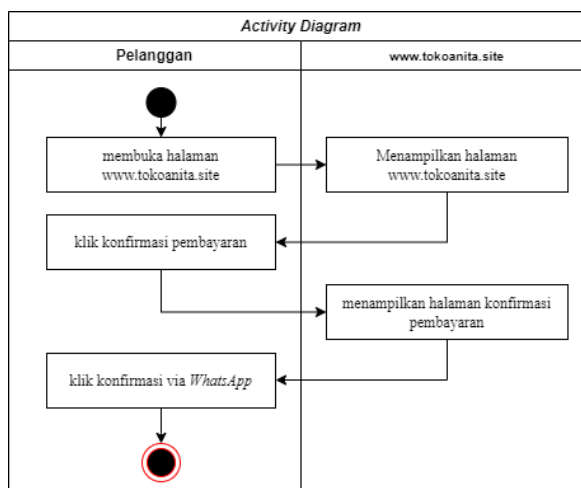 Activity Diagram
Pelanggan
www.tokoanita.site
membuka halaman
www.tokoanita.site
Menampilkan halaman
www.tokoanita.site
klik konfirmasi pembayaran
menampilkan halaman konfirmasi
pembayaran
klik konfirmasi via WhatsApp